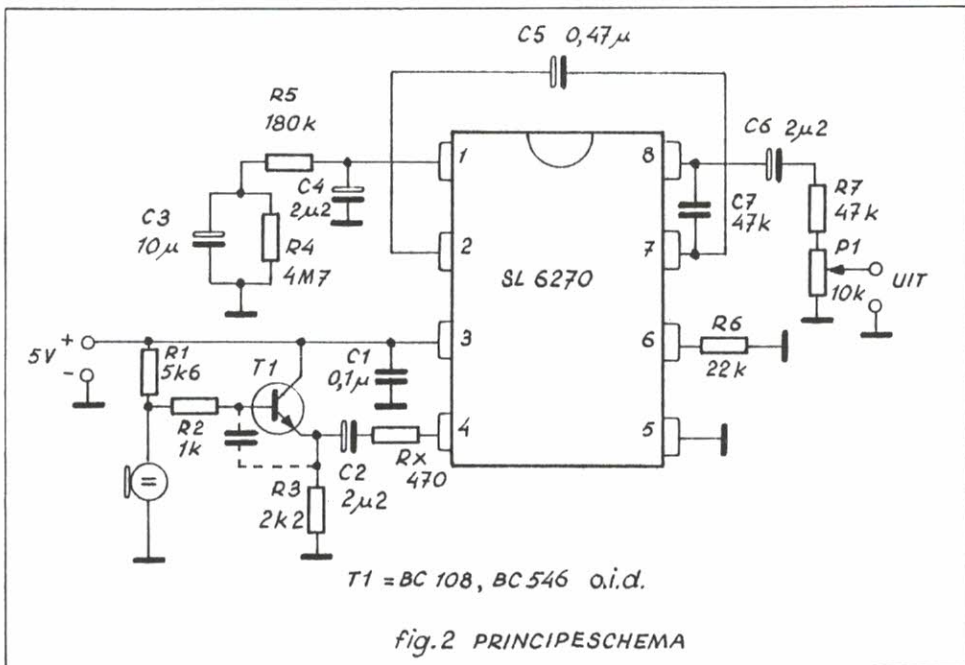 C5 0,47μ
R5
180k
C4
2μ2
C3
10μ
R4
4M7
1
2
3
4
SL 6270
8
7
6
5
C6 2μ2
C7
47k
R7
47k
P1
10k
UIT
R6
22k
5V
+
-
R1
5k6
T1
C1
0,1μ
R2
1k
C2
2μ2
Rx
470
R3
2k2
=
T1 = BC 108, BC 546 o.i.d.
fig.2 PRINCIPESCHEMA